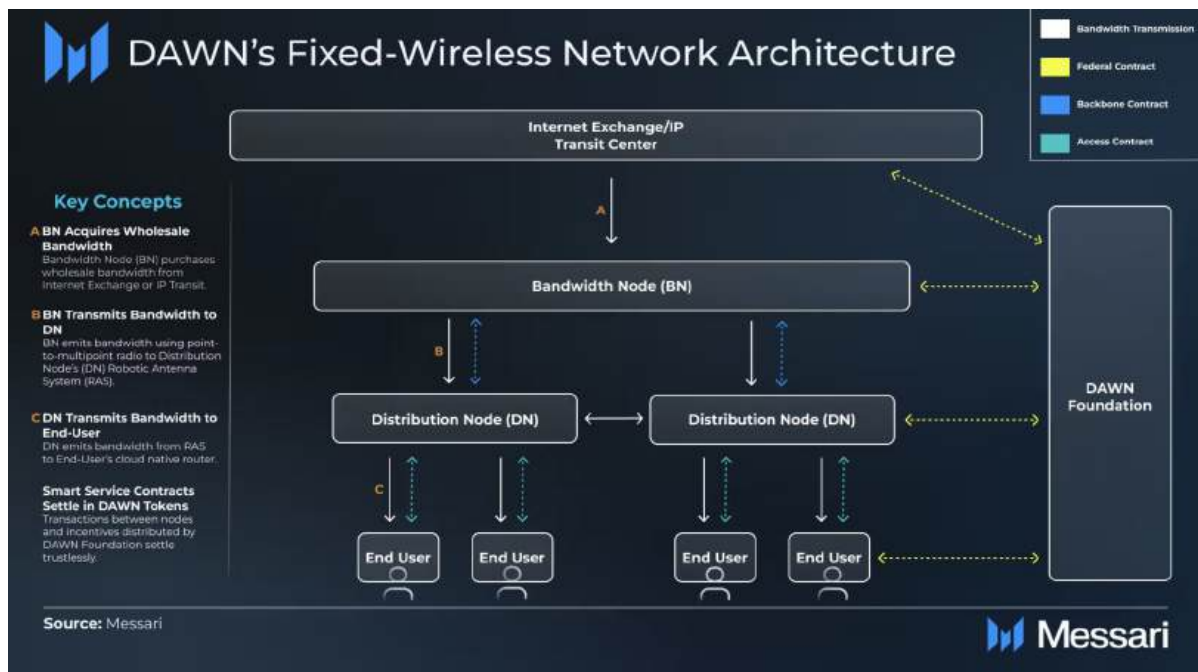 DAWN's Fixed-Wireless Network Architecture
Bandwidth Transmission
Federal Contract
Backbone Contract
Access Contract
Internet Exchange/IP
Transit Center
Key Concepts
A BN Acquires Wholesale
Bandwidth
Bandwidth Node (BN) purchases
wholesale bandwidth from
Internet Exchange or IP Transit.
B BN Transmits Bandwidth to
DN
BN emits bandwidth using point-
to-multipoint radio to Distribution
Node's (DN) Robotic Antenna
System (RAS).
C DN Transmits Bandwidth to
End-User
DN emits bandwidth from RAS
to End-User's cloud native router.
Smart Service Contracts
Settle in DAWN Tokens
Transactions between nodes
and incentives distributed by
DAWN Foundation settle
trustlessly.
A
Bandwidth Node (BN)
B
Distribution Node (DN)
Distribution Node (DN)
DAWN
Foundation
C
End User
End User
End User
End User
Source: Messari
Messari